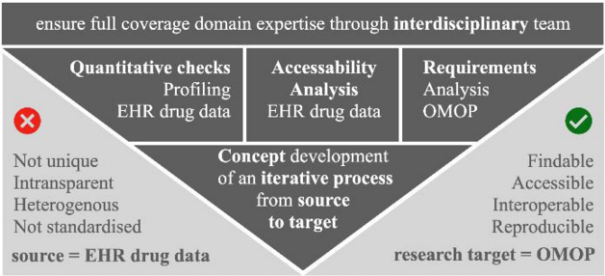 ensure full coverage domain expertise through interdisciplinary team
Quantitative checks
Profiling
EHR drug data
Accessability
Analysis
EHR drug data
Requirements
Analysis
OMOP
Not unique
Intransparent
Heterogenous
Not standardised
source = EHR drug data
Concept development
of an iterative process
from source
to target
Findable
Accessible
Interoperable
Reproducible
research target = OMOP